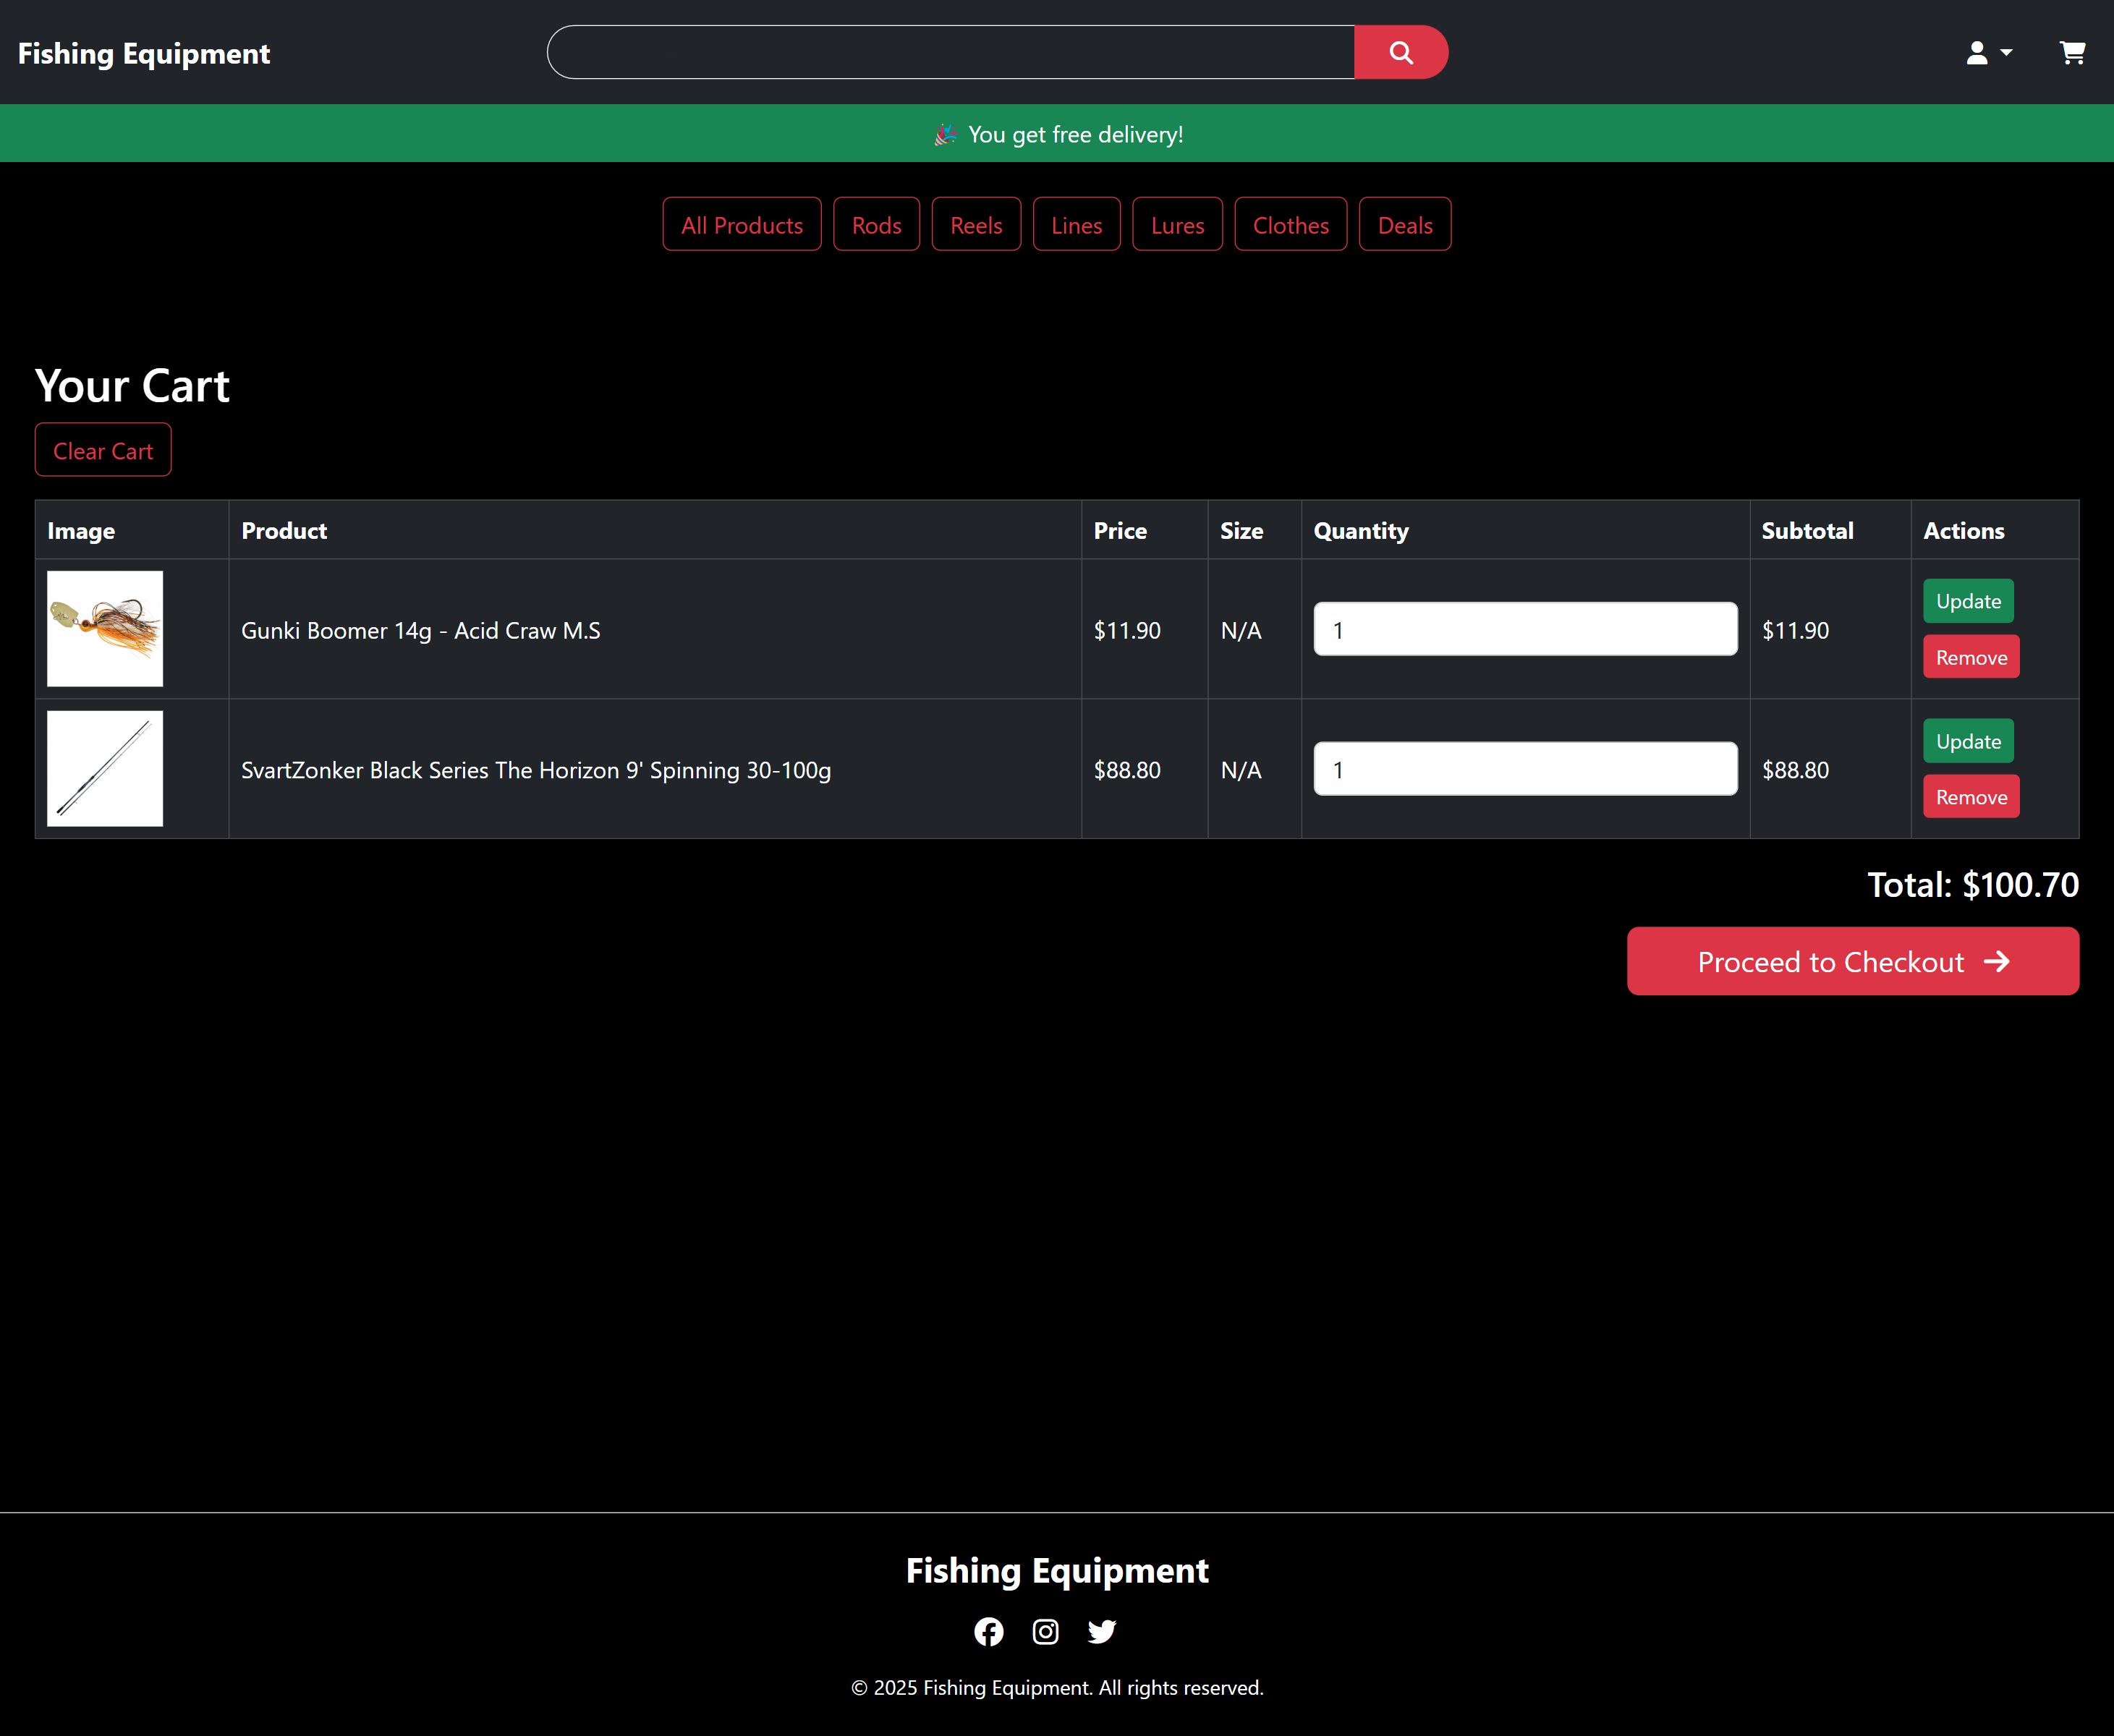 Fishing Equipment
🎉 You get free delivery!
All Products Rods Reels Lines Lures Clothes Deals
Your Cart
Clear Cart
Image Product Price Size Quantity Subtotal Actions
Gunki Boomer 14g - Acid Craw M.S $11.90 N/A 1 $11.90 Update
Remove
SvartZonker Black Series The Horizon 9' Spinning 30-100g $88.80 N/A 1 $88.80 Update
Remove
Total: $100.70
Proceed to Checkout →
Fishing Equipment
© 2025 Fishing Equipment. All rights reserved.